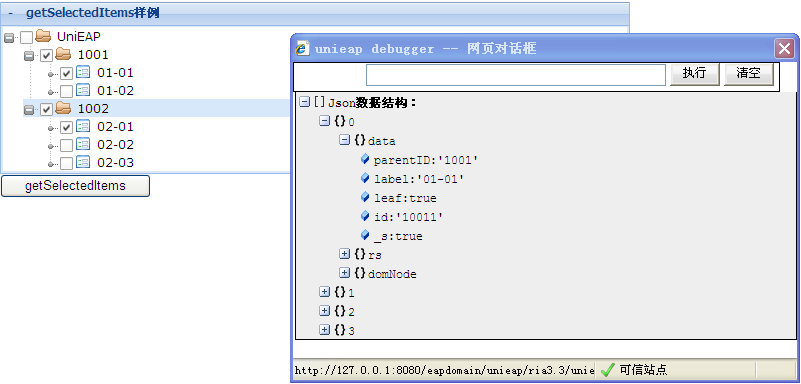 - getSelectedItems样例
UniEAP
1001
01-01
01-02
1002
02-01
02-02
02-03
getSelectedItems
unieap debugger -- 网页对话框
执行 清空
[]Json数据结构：
{}0
{}data
parentID:'1001'
label:'01-01'
leaf:true
id:'10011'
_s:true
{}rs
{}domNode
{}1
{}2
{}3
http://127.0.0.1:8080/eapdomain/unieap/ria3.3/unie 可信站点